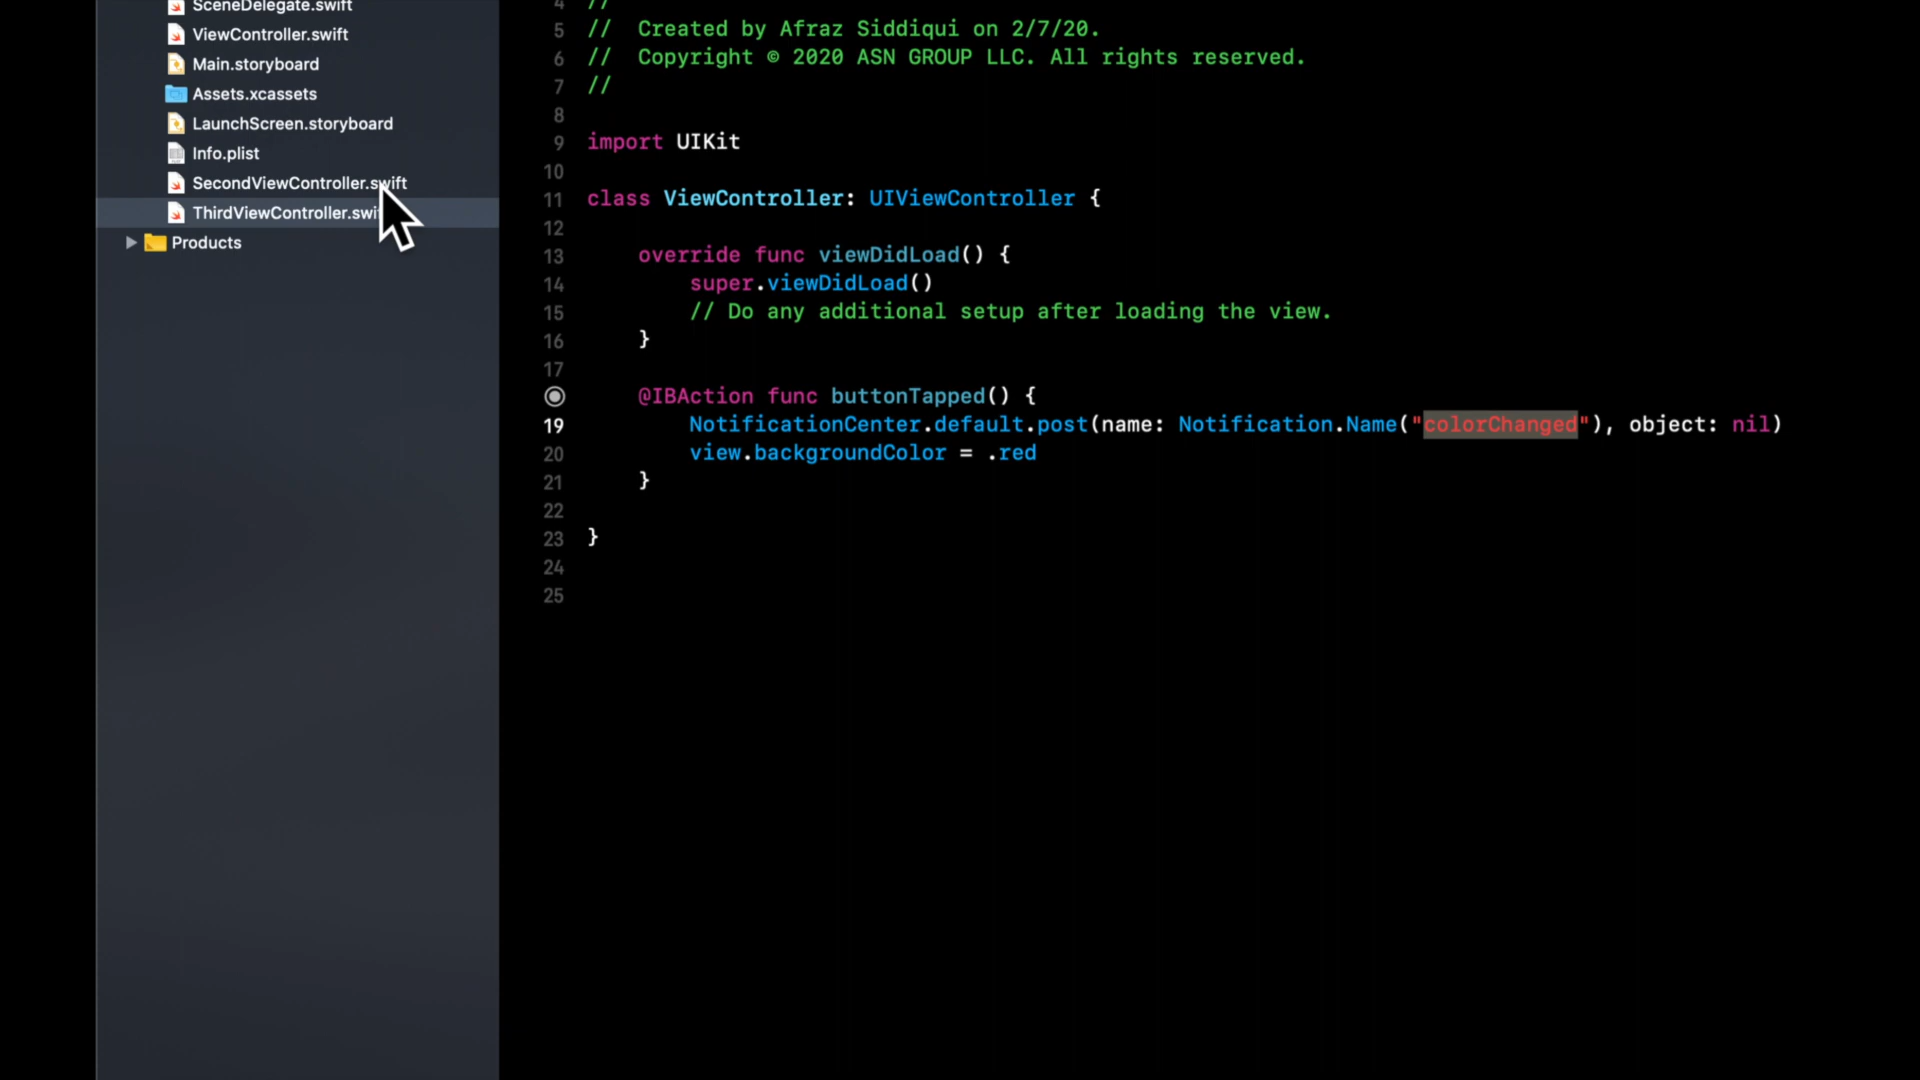 SceneDelegate.swift
ViewController.swift
Main.storyboard
Assets.xcassets
LaunchScreen.storyboard
Info.plist
SecondViewController.swift
ThirdViewController.swi
Products
4 //
5 // Created by Afraz Siddiqui on 2/7/20.
6 // Copyright © 2020 ASN GROUP LLC. All rights reserved.
7 //
8
9 import UIKit
10
11 class ViewController: UIViewController {
12
13 override func viewDidLoad() {
14 super.viewDidLoad()
15 // Do any additional setup after loading the view.
16 }
17
@IBAction func buttonTapped() {
19 NotificationCenter.default.post(name: Notification.Name("colorChanged"), object: nil)
20 view.backgroundColor = .red
21 }
22
23 }
24
25